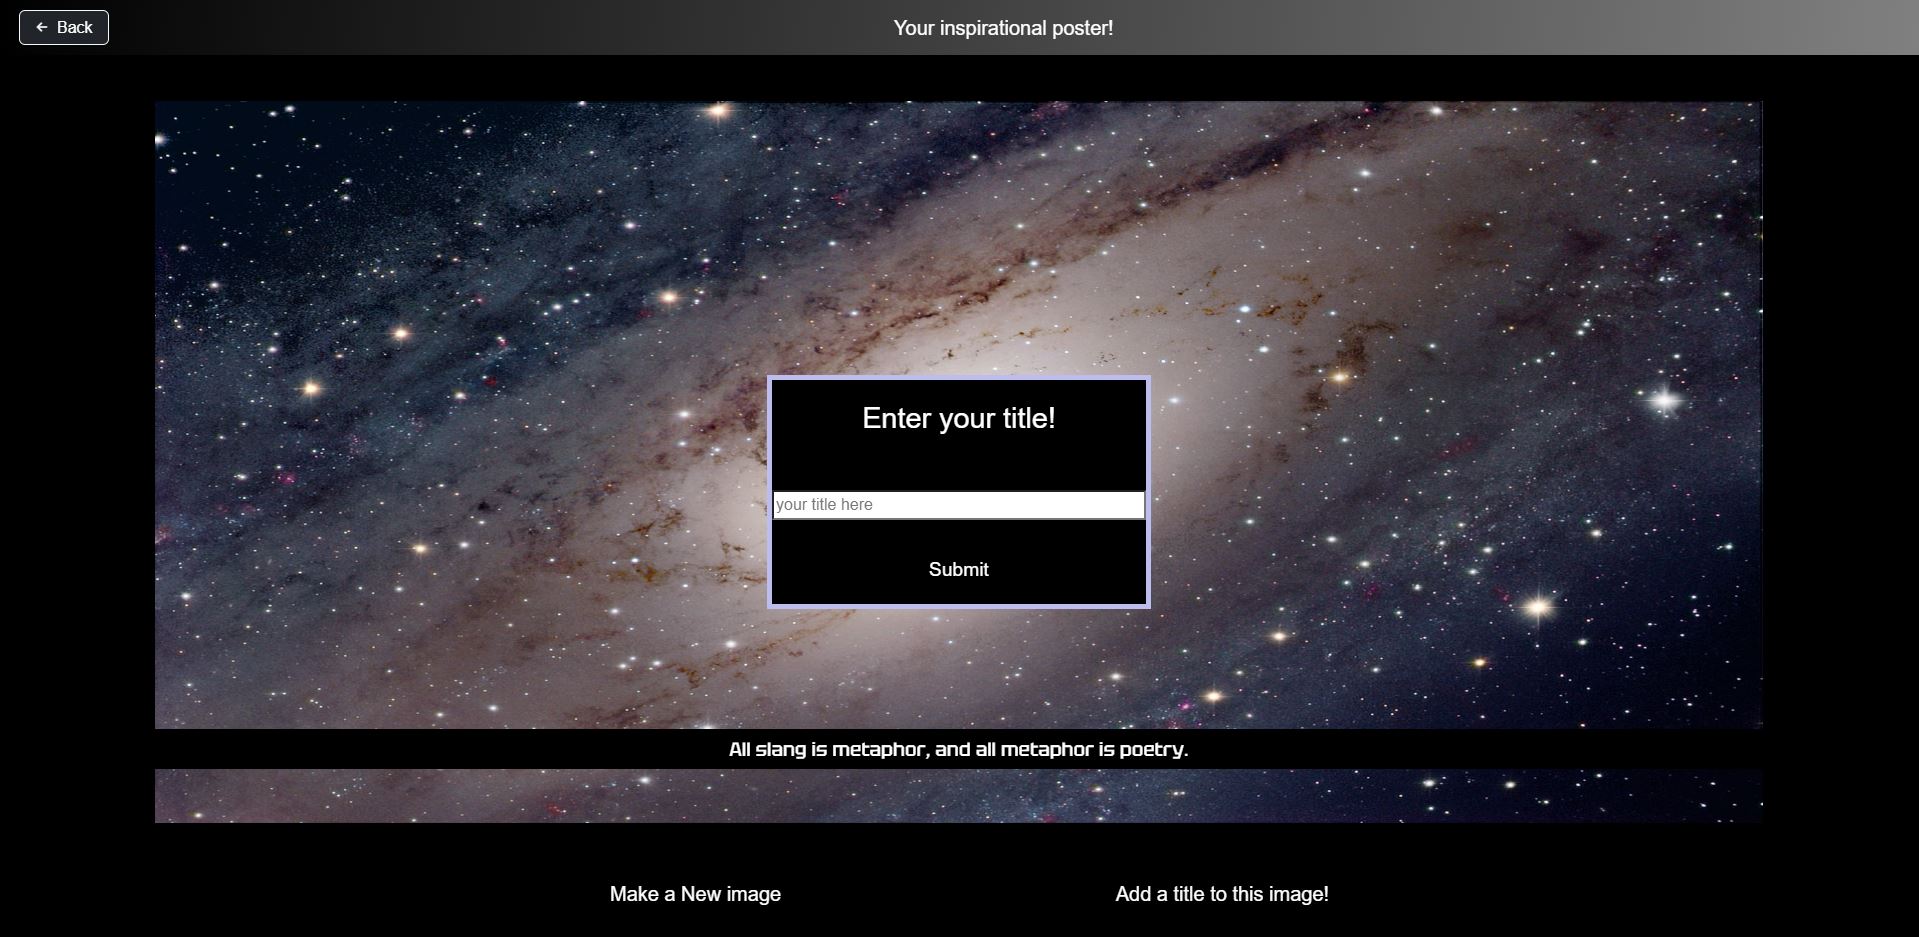 ← Back
Your inspirational poster!
Enter your title!
your title here
Submit
All slang is metaphor, and all metaphor is poetry.
Make a New image
Add a title to this image!